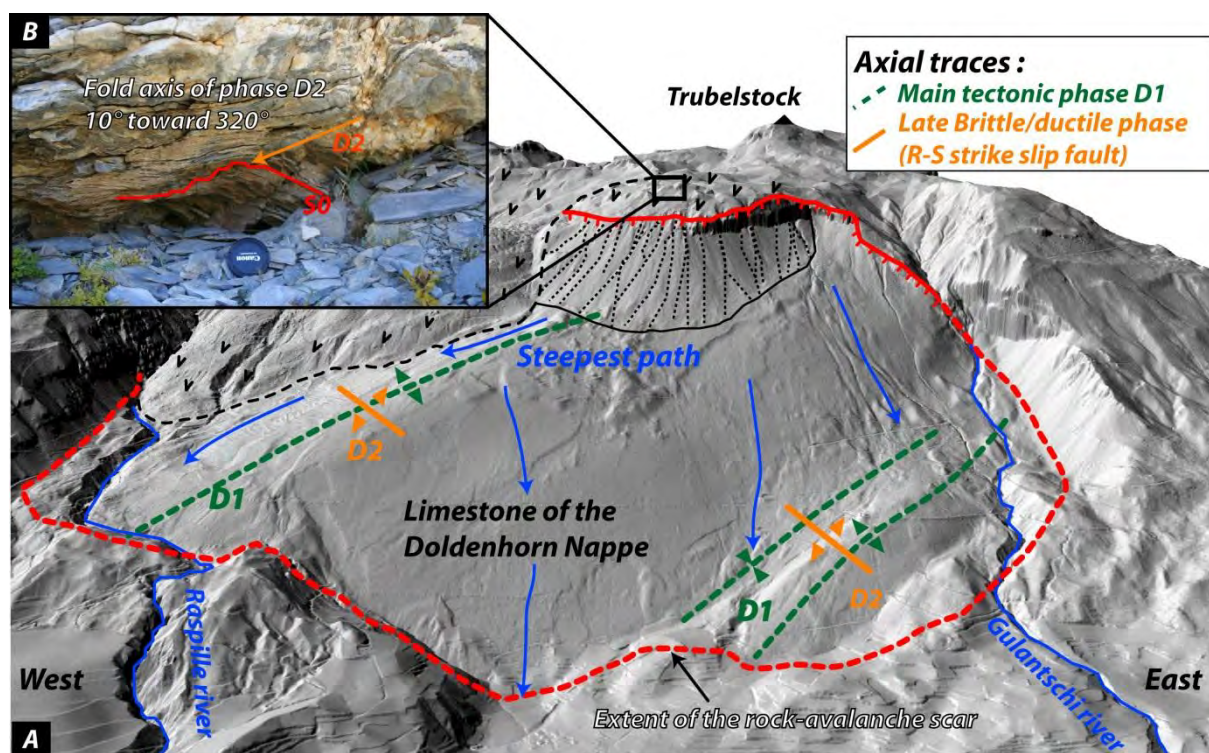 B
Fold axis of phase D2
10° toward 320°
D2
S0
Canon
Trubelstock
Axial traces :
Main tectonic phase D1
Late Brittle/ductile phase
(R-S strike slip fault)
Steepest path
D2
D1
Limestone of the
Doldenhorn Nappe
D1
D2
Raspille river
Gulantschi river
West
East
Extent of the rock-avalanche scar
A